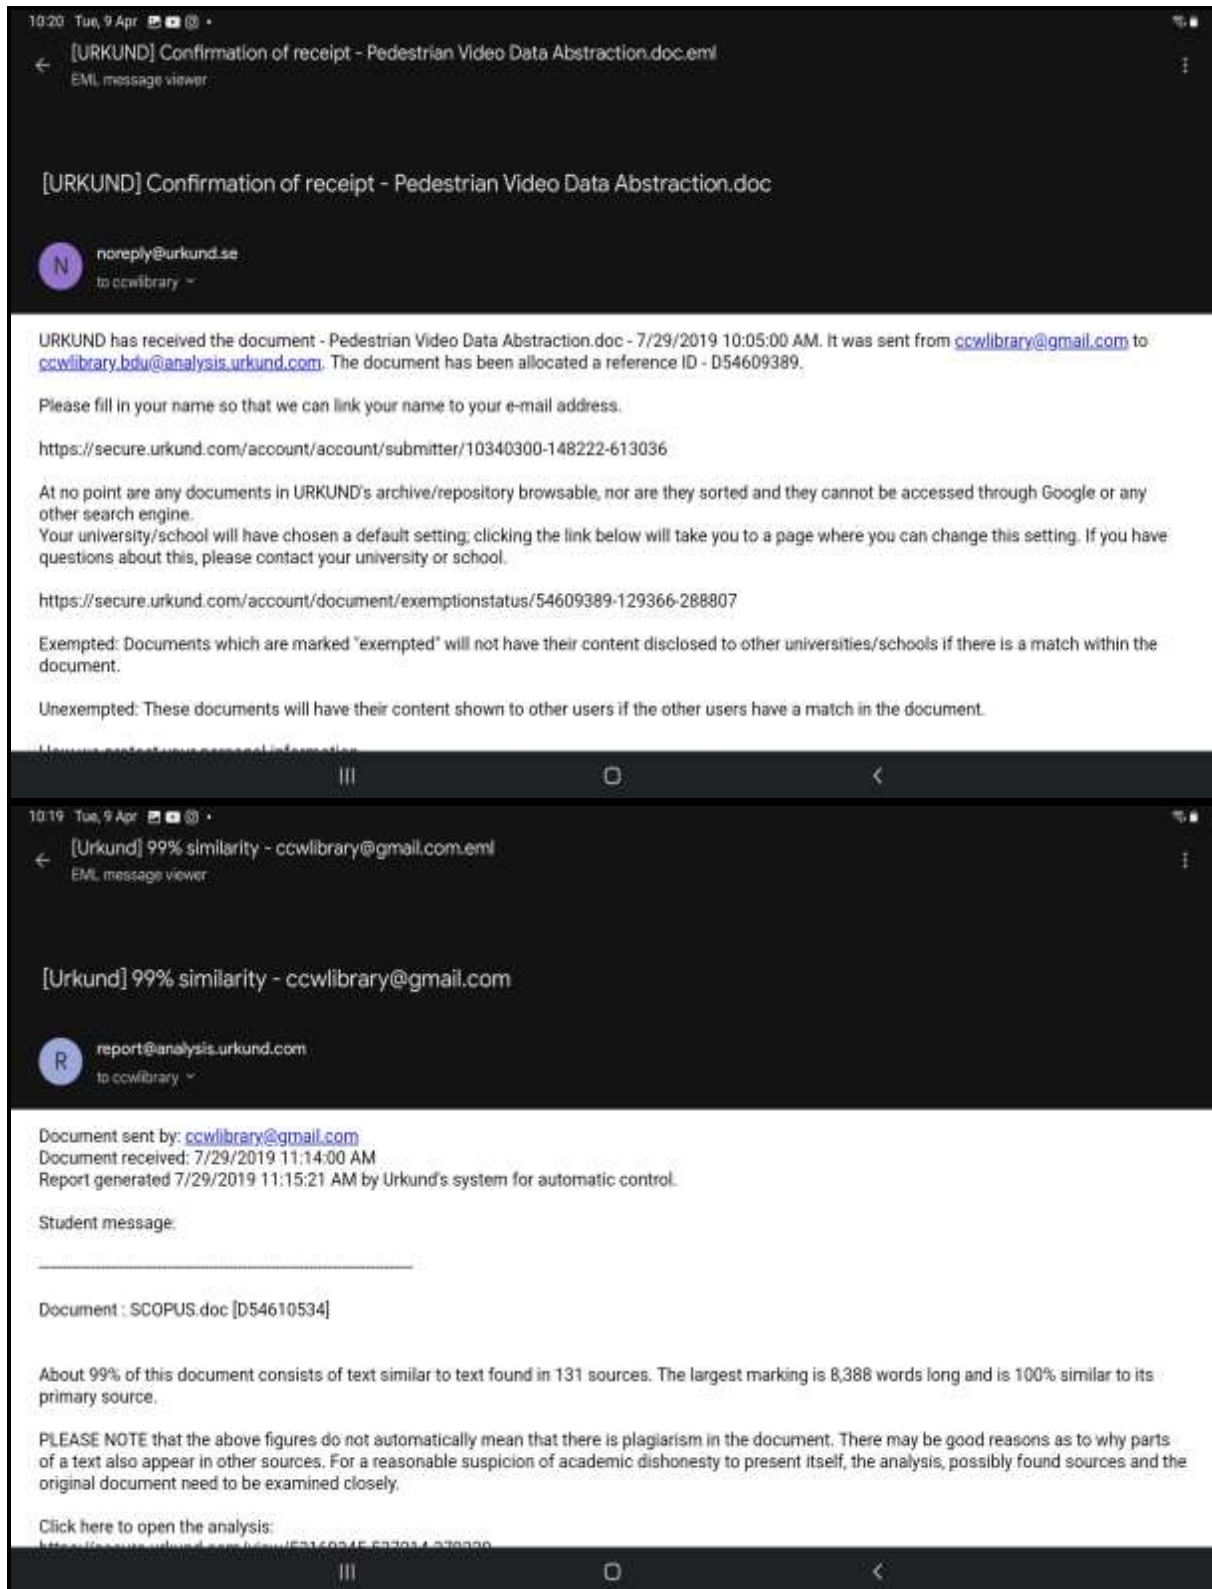 10:20 Tue, 9 Apr
[URKUND] Confirmation of receipt - Pedestrian Video Data Abstraction.doc.eml
EML message viewer
[URKUND] Confirmation of receipt - Pedestrian Video Data Abstraction.doc
N
noreply@urkund.se
to ccwlibrary
URKUND has received the document - Pedestrian Video Data Abstraction.doc - 7/29/2019 10:05:00 AM. It was sent from ccwlibrary@gmail.com to
ccwlibrary.bdu@analysis.urkund.com. The document has been allocated a reference ID - D54609389.
Please fill in your name so that we can link your name to your e-mail address.
https://secure.urkund.com/account/account/submitter/10340300-148222-613036
At no point are any documents in URKUND's archive/repository browsable, nor are they sorted and they cannot be accessed through Google or any
other search engine.
Your university/school will have chosen a default setting; clicking the link below will take you to a page where you can change this setting. If you have
questions about this, please contact your university or school.
https://secure.urkund.com/account/document/exemptionstatus/54609389-129366-288807
Exempted: Documents which are marked "exempted" will not have their content disclosed to other universities/schools if there is a match within the
document.
Unexempted: These documents will have their content shown to other users if the other users have a match in the document.
How we protect your personal information
10:19 Tue, 9 Apr
[Urkund] 99% similarity - ccwlibrary@gmail.com.eml
EML message viewer
[Urkund] 99% similarity - ccwlibrary@gmail.com
R
report@analysis.urkund.com
to ccwlibrary
Document sent by: ccwlibrary@gmail.com
Document received: 7/29/2019 11:14:00 AM
Report generated 7/29/2019 11:15:21 AM by Urkund's system for automatic control.
Student message:
Document : SCOPUS.doc [D54610534]
About 99% of this document consists of text similar to text found in 131 sources. The largest marking is 8,388 words long and is 100% similar to its
primary source.
PLEASE NOTE that the above figures do not automatically mean that there is plagiarism in the document. There may be good reasons as to why parts
of a text also appear in other sources. For a reasonable suspicion of academic dishonesty to present itself, the analysis, possibly found sources and the
original document need to be examined closely.
Click here to open the analysis: